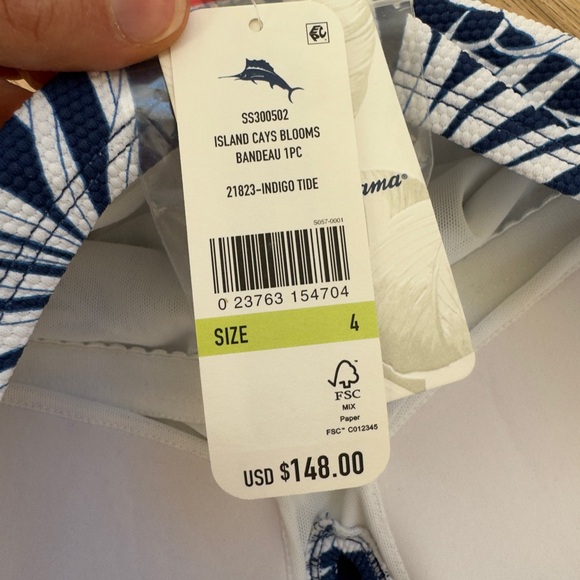 SS300502
ISLAND CAYS BLOOMS
BANDEAU 1PC
21823-INDIGO TIDE
S057-0001
0 23763 154704
SIZE 4
FSC
MIX
Paper
FSC™ C012345
USD $148.00
ama®